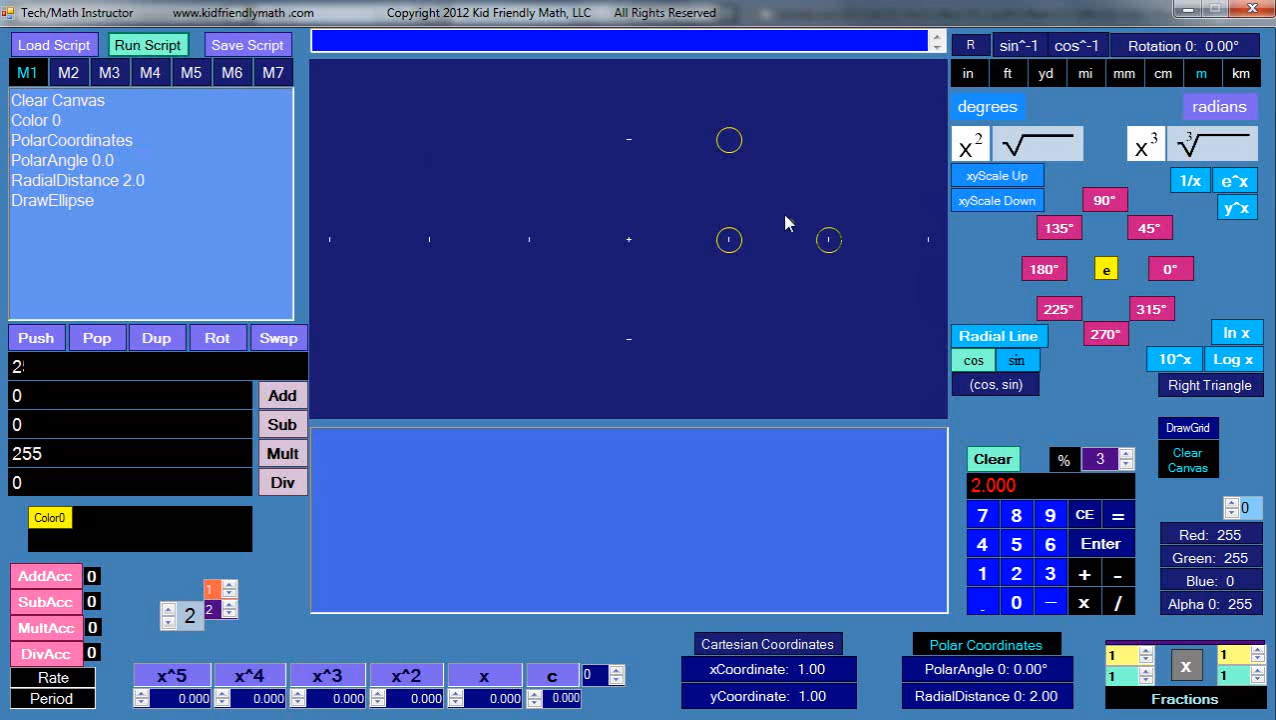 Tech/Math Instructor www.kidfriendlymath .com Copyright 2012 Kid Friendly Math, LLC All Rights Reserved
Load Script Run Script Save Script
M1 M2 M3 M4 M5 M6 M7
Clear Canvas
Color 0
PolarCoordinates
PolarAngle 0.0
RadialDistance 2.0
DrawEllipse
Push Pop Dup Rot Swap
0 Add
0 Sub
255 Mult
0 Div
Color0
AddAcc 0
SubAcc 0
MultAcc 0
DivAcc 0
Rate
Period
2
1
2
x^5 x^4 x^3 x^2 x c 0
0.000 0.000 0.000 0.000 0.000 0.000
Cartesian Coordinates
xCoordinate: 1.00
yCoordinate: 1.00
Polar Coordinates
PolarAngle 0: 0.00°
RadialDistance 0: 2.00
R sin^-1 cos^-1 Rotation 0: 0.00°
in ft yd mi mm cm m km
degrees radians
x² √ x³ ∛
xyScale Up
xyScale Down
1/x e^x
y^x
90°
135° 45°
180° e 0°
225° 315°
270°
Radial Line
cos sin
(cos, sin)
ln x
10^x Log x
Right Triangle
DrawGrid
Clear
Canvas
Clear % 3
2.000
7 8 9 CE =
4 5 6 Enter
1 2 3 + -
. 0 — x /
0
Red: 255
Green: 255
Blue: 0
Alpha 0: 255
1 x 1
1 1
Fractions